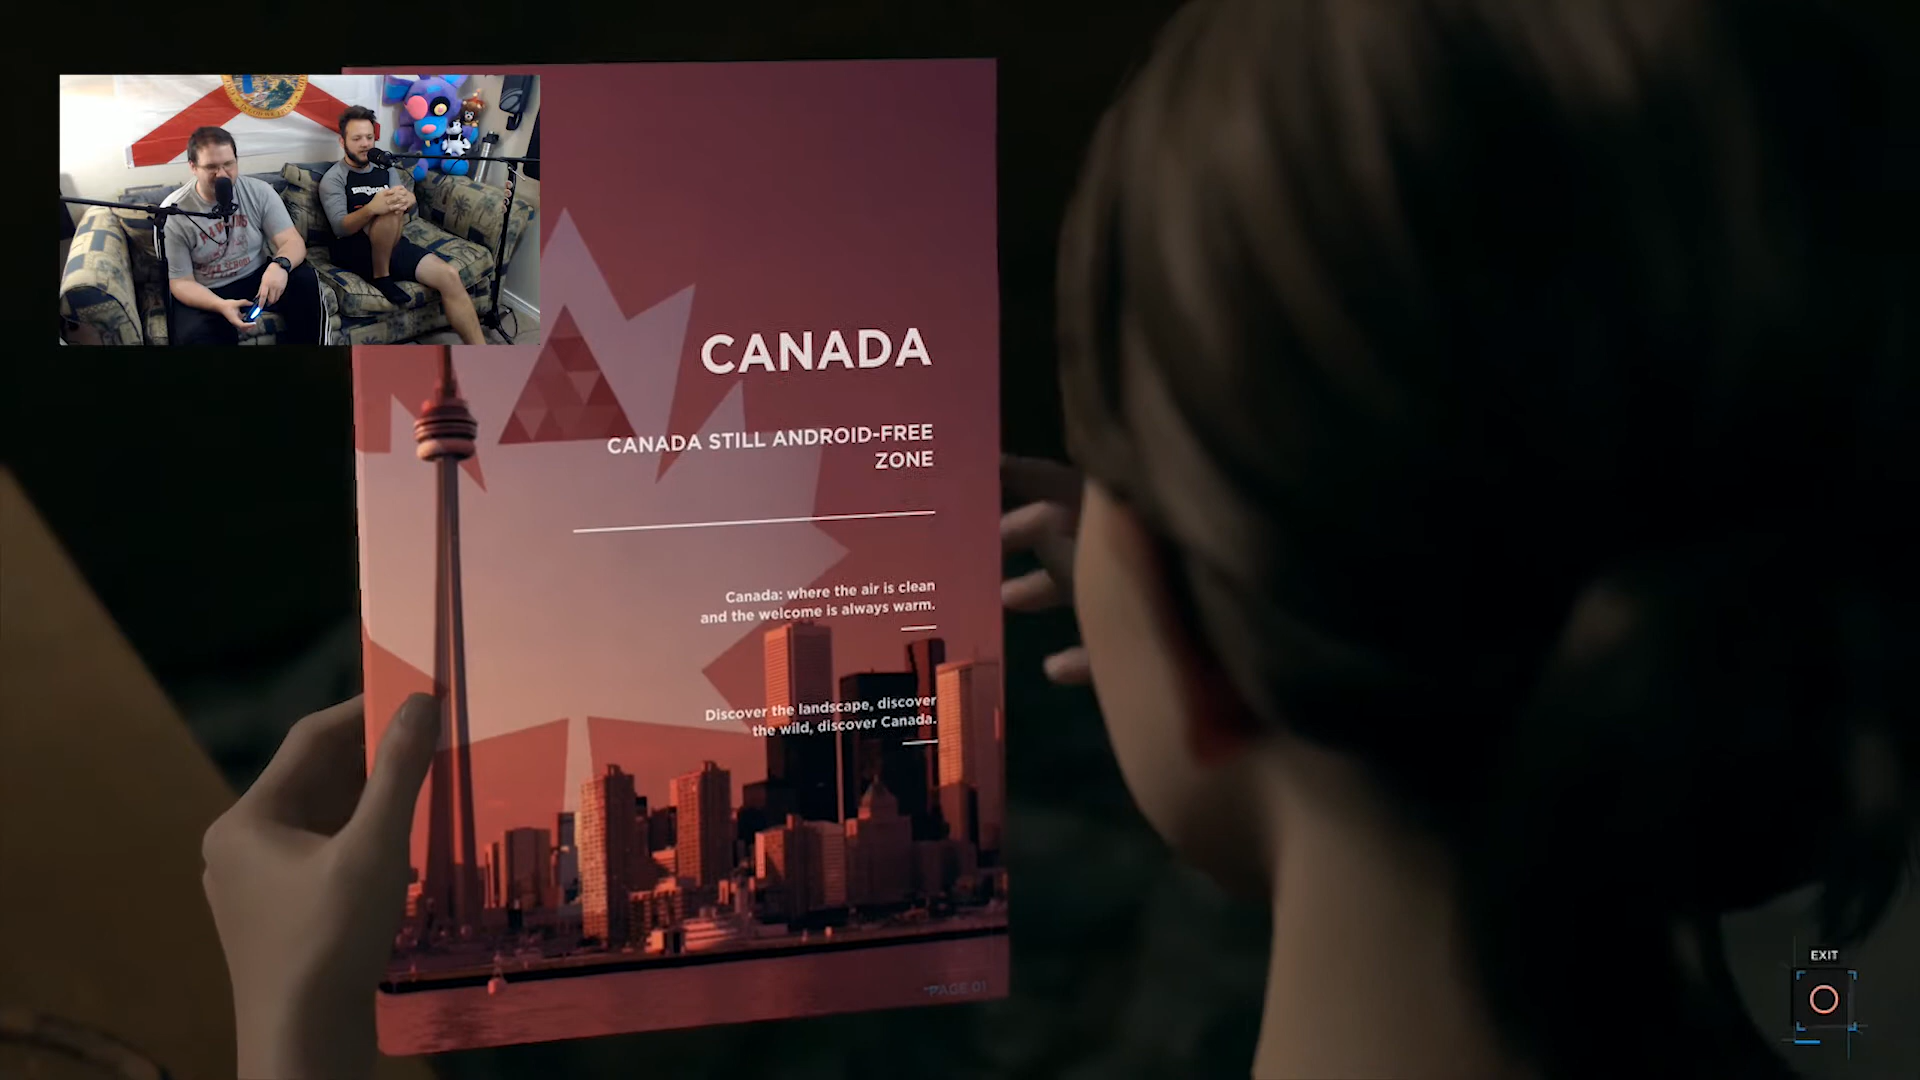 CANADA
CANADA STILL ANDROID-FREE
ZONE
Canada: where the air is clean
and the welcome is always warm.
Discover the landscape, discover
the wild, discover Canada.
PAGE 01
EXIT